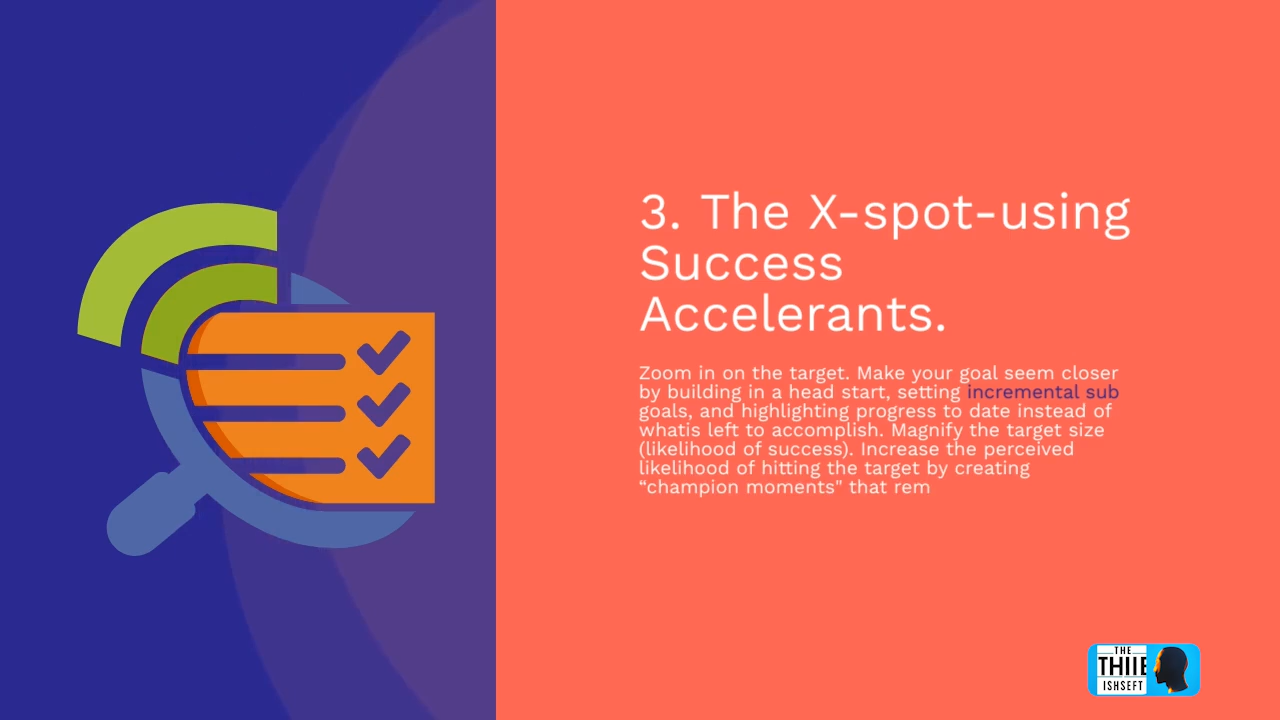 3. The X-spot-using
Success
Accelerants.
Zoom in on the target. Make your goal seem closer
by building in a head start, setting incremental sub
goals, and highlighting progress to date instead of
whatis left to accomplish. Magnify the target size
(likelihood of success). Increase the perceived
likelihood of hitting the target by creating
“champion moments" that rem
THE
THIIE
ISHSEFT